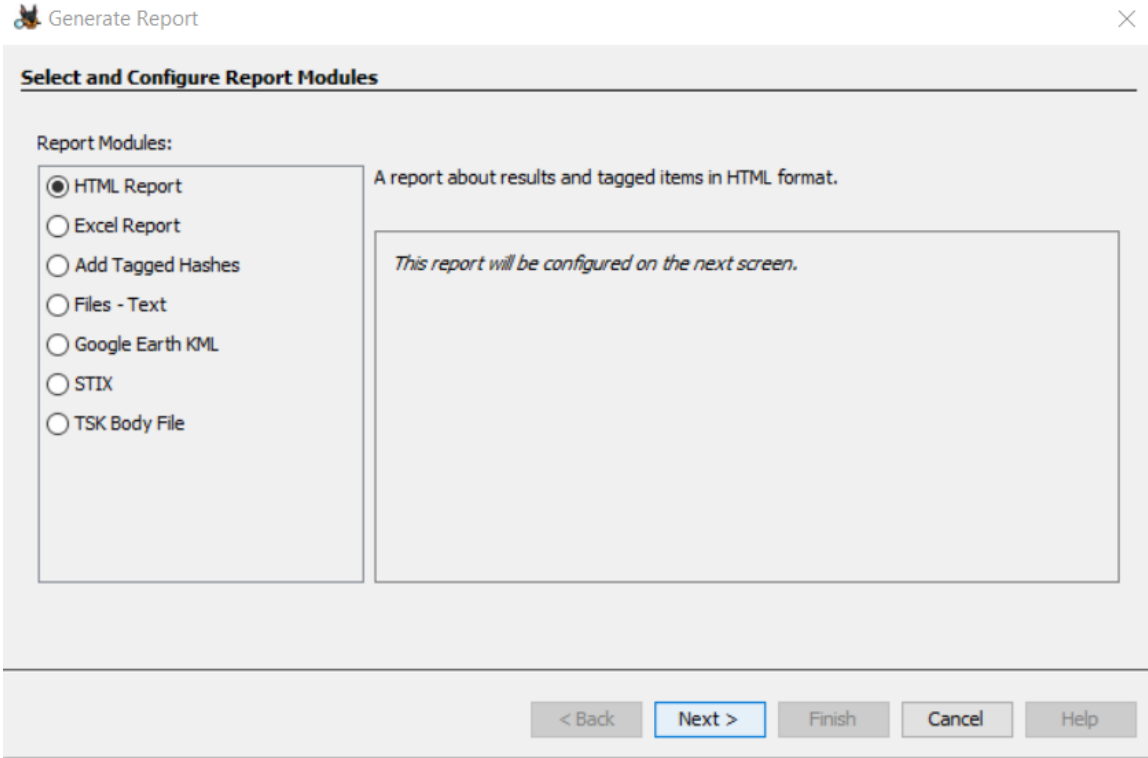 Generate Report
Select and Configure Report Modules
Report Modules:
HTML Report
Excel Report
Add Tagged Hashes
Files - Text
Google Earth KML
STIX
TSK Body File
A report about results and tagged items in HTML format.
This report will be configured on the next screen.
< Back
Next >
Finish
Cancel
Help